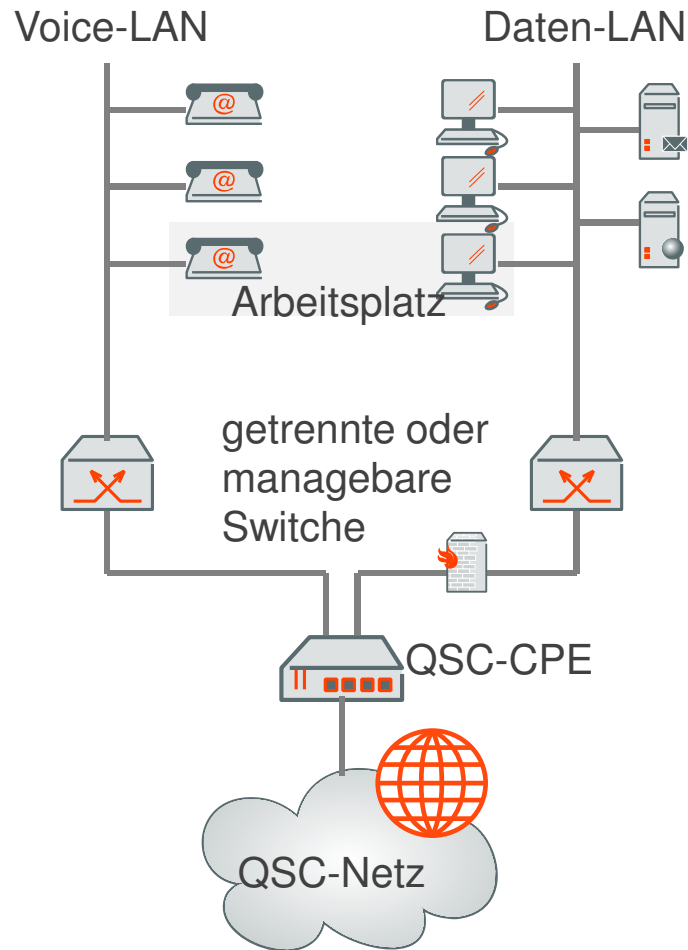 Voice-LAN
Daten-LAN
@
@
@
Arbeitsplatz
getrennte oder
managebare
Switche
QSC-CPE
QSC-Netz